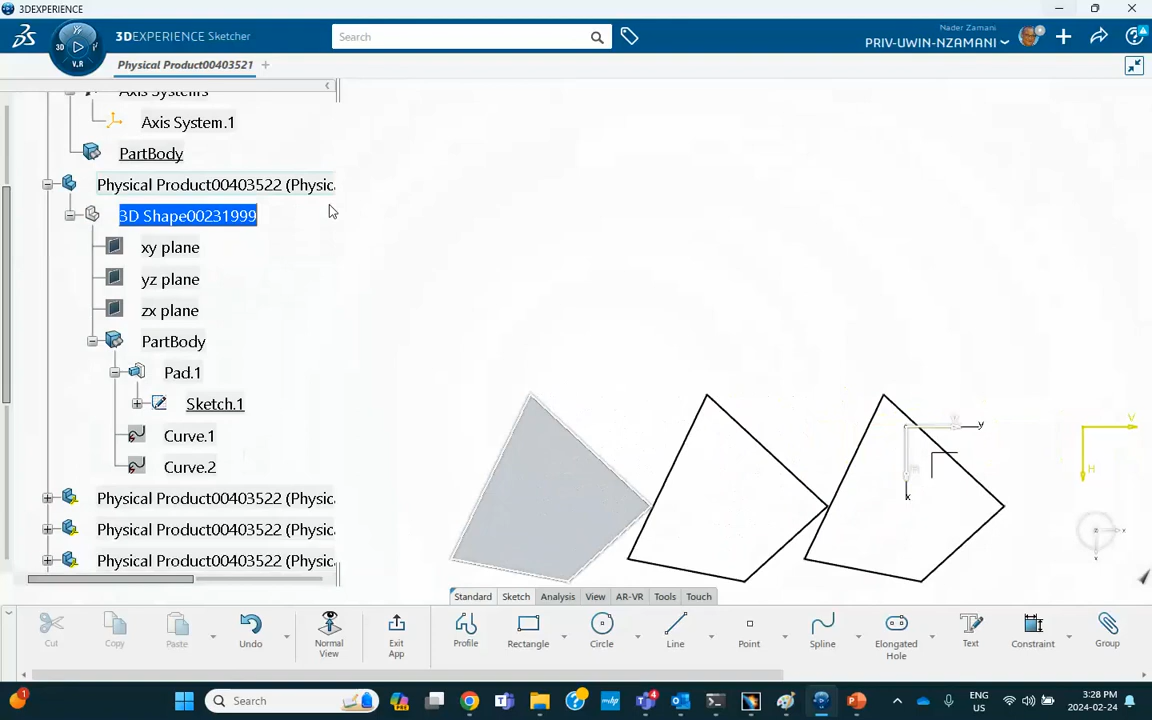 3DEXPERIENCE
3DEXPERIENCE Sketcher
Search
Nader Zamani
PRIV-UWIN-NZAMANI
3D
V.R
Physical Product00403521
Axis Systems
Axis System.1
PartBody
Physical Product00403522 (Physic.
3D Shape00231999
xy plane
yz plane
zx plane
PartBody
Pad.1
Sketch.1
Curve.1
Curve.2
Physical Product00403522 (Physic.
Physical Product00403522 (Physic.
Physical Product00403522 (Physic.
y
x
V
H
Standard Sketch Analysis View AR-VR Tools Touch
Cut Copy Paste Undo Normal View Exit App Profile Rectangle Circle Line Point Spline Elongated Hole Text Constraint Group
Search
ENG
US
3:28 PM
2024-02-24